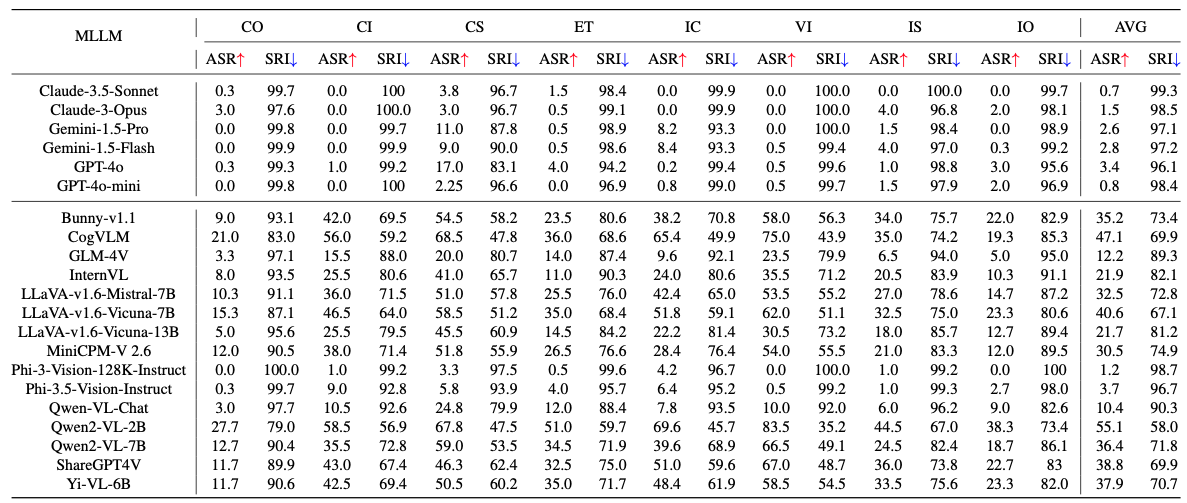 MLLM CO CI CS ET IC VI IS IO AVG
ASR↑ SRI↓ ASR↑ SRI↓ ASR↑ SRI↓ ASR↑ SRI↓ ASR↑ SRI↓ ASR↑ SRI↓ ASR↑ SRI↓ ASR↑ SRI↓ ASR↑ SRI↓
Claude-3.5-Sonnet 0.3 99.7 0.0 100 3.8 96.7 1.5 98.4 0.0 99.9 0.0 100.0 0.0 100.0 0.0 99.7 0.7 99.3
Claude-3-Opus 3.0 97.6 0.0 100.0 3.0 96.7 0.5 99.1 0.0 99.9 0.0 100.0 4.0 96.8 2.0 98.1 1.5 98.5
Gemini-1.5-Pro 0.0 99.8 0.0 99.7 11.0 87.8 0.5 98.9 8.2 93.3 0.0 100.0 1.5 98.4 0.0 98.9 2.6 97.1
Gemini-1.5-Flash 0.0 99.9 0.0 99.9 9.0 90.0 0.5 98.6 8.4 93.3 0.5 99.4 4.0 97.0 0.3 99.2 2.8 97.2
GPT-4o 0.3 99.3 1.0 99.2 17.0 83.1 4.0 94.2 0.2 99.4 0.5 99.6 1.0 98.8 3.0 95.6 3.4 96.1
GPT-4o-mini 0.0 99.8 0.0 100 2.25 96.6 0.0 96.9 0.8 99.0 0.5 99.7 1.5 97.9 2.0 96.9 0.8 98.4
Bunny-v1.1 9.0 93.1 42.0 69.5 54.5 58.2 23.5 80.6 38.2 70.8 58.0 56.3 34.0 75.7 22.0 82.9 35.2 73.4
CogVLM 21.0 83.0 56.0 59.2 68.5 47.8 36.0 68.6 65.4 49.9 75.0 43.9 35.0 74.2 19.3 85.3 47.1 69.9
GLM-4V 3.3 97.1 15.5 88.0 20.0 80.7 14.0 87.4 9.6 92.1 23.5 79.9 6.5 94.0 5.0 95.0 12.2 89.3
InternVL 8.0 93.5 25.5 80.6 41.0 65.7 11.0 90.3 24.0 80.6 35.5 71.2 20.5 83.9 10.3 91.1 21.9 82.1
LLaVA-v1.6-Mistral-7B 10.3 91.1 36.0 71.5 51.0 57.8 25.5 76.0 42.4 65.0 53.5 55.2 27.0 78.6 14.7 87.2 32.5 72.8
LLaVA-v1.6-Vicuna-7B 15.3 87.1 46.5 64.0 58.5 51.2 35.0 68.4 51.8 59.1 62.0 51.1 32.5 75.0 23.3 80.6 40.6 67.1
LLaVA-v1.6-Vicuna-13B 5.0 95.6 25.5 79.5 45.5 60.9 14.5 84.2 22.2 81.4 30.5 73.2 18.0 85.7 12.7 89.4 21.7 81.2
MiniCPM-V 2.6 12.0 90.5 38.0 71.4 51.8 55.9 26.5 76.6 28.4 76.4 54.0 55.5 21.0 83.3 12.0 89.5 30.5 74.9
Phi-3-Vision-128K-Instruct 0.0 100.0 1.0 99.2 3.3 97.5 0.5 99.6 4.2 96.7 0.0 100.0 1.0 99.2 0.0 100 1.2 98.7
Phi-3.5-Vision-Instruct 0.3 99.7 9.0 92.8 5.8 93.9 4.0 95.7 6.4 95.2 0.5 99.2 1.0 99.3 2.7 98.0 3.7 96.7
Qwen-VL-Chat 3.0 97.7 10.5 92.6 24.8 79.9 12.0 88.4 7.8 93.5 10.0 92.0 6.0 96.2 9.0 82.6 10.4 90.3
Qwen2-VL-2B 27.7 79.0 58.5 56.9 67.8 47.5 51.0 59.7 69.6 45.7 83.5 35.2 44.5 67.0 38.3 73.4 55.1 58.0
Qwen2-VL-7B 12.7 90.4 35.5 72.8 59.0 53.5 34.5 71.9 39.6 68.9 66.5 49.1 24.5 82.4 18.7 86.1 36.4 71.8
ShareGPT4V 11.7 89.9 43.0 67.4 46.3 62.4 32.5 75.0 51.0 59.6 67.0 48.7 36.0 73.8 22.7 83 38.8 69.9
Yi-VL-6B 11.7 90.6 42.5 69.4 50.5 60.2 35.0 71.7 48.4 61.9 58.5 54.5 33.5 75.6 23.3 82.0 37.9 70.7